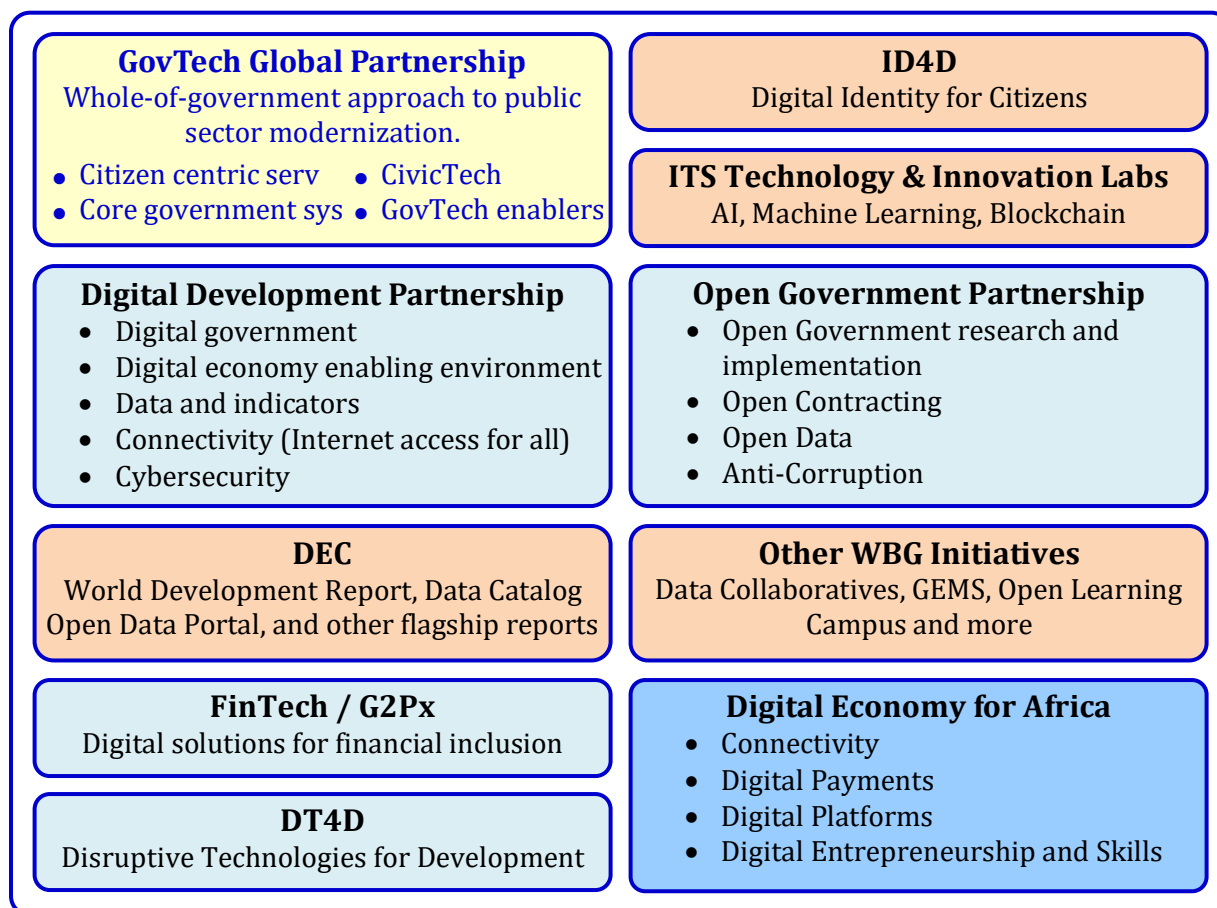 GovTech Global Partnership
Whole-of-government approach to public
sector modernization.
• Citizen centric serv • CivicTech
• Core government sys • GovTech enablers
ID4D
Digital Identity for Citizens
ITS Technology & Innovation Labs
AI, Machine Learning, Blockchain
Digital Development Partnership
• Digital government
• Digital economy enabling environment
• Data and indicators
• Connectivity (Internet access for all)
• Cybersecurity
Open Government Partnership
• Open Government research and
implementation
• Open Contracting
• Open Data
• Anti-Corruption
DEC
World Development Report, Data Catalog
Open Data Portal, and other flagship reports
Other WBG Initiatives
Data Collaboratives, GEMS, Open Learning
Campus and more
FinTech / G2Px
Digital solutions for financial inclusion
DT4D
Disruptive Technologies for Development
Digital Economy for Africa
• Connectivity
• Digital Payments
• Digital Platforms
• Digital Entrepreneurship and Skills